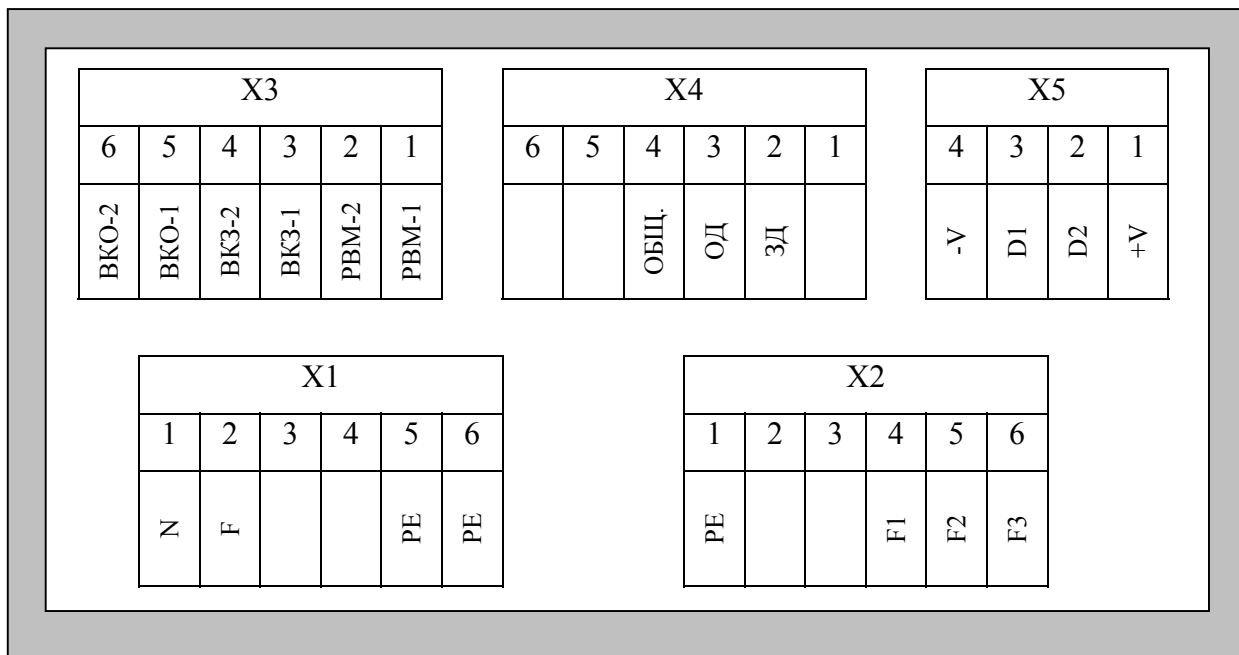 X3 X4 X5
6 5 4 3 2 1 6 5 4 3 2 1 4 3 2 1
ВКО-2 ВКО-1 ВКЗ-2 ВКЗ-1 РВМ-2 РВМ-1 ОБЩ. ОД ЗД -V D1 D2 +V
X1 X2
1 2 3 4 5 6 1 2 3 4 5 6
N F PE PE PE F1 F2 F3